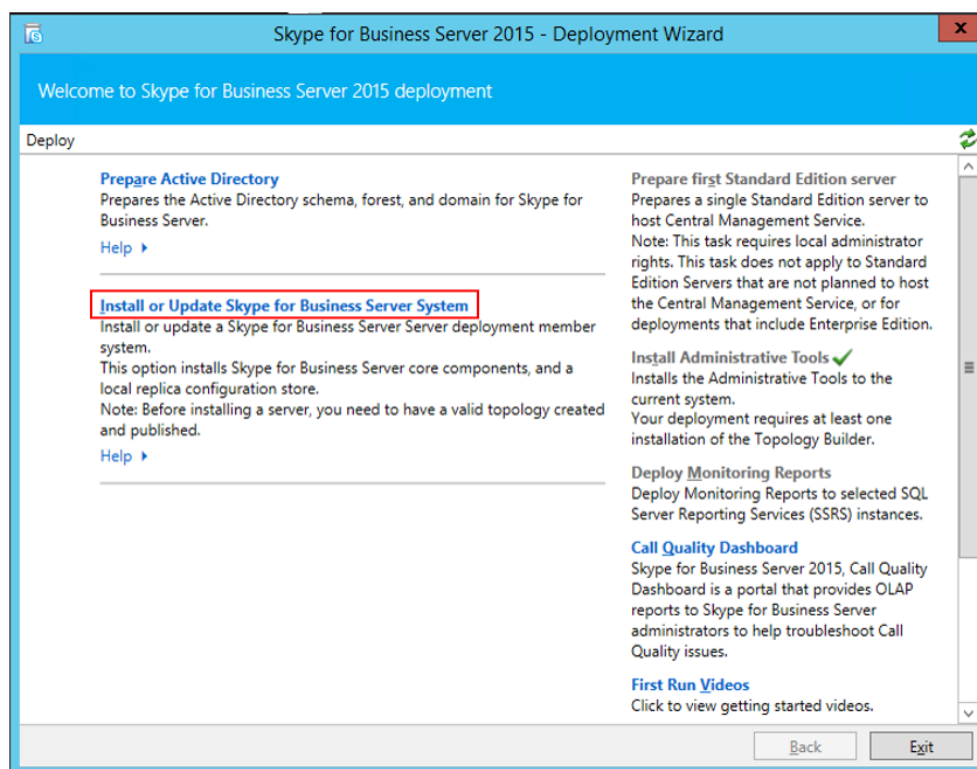 Skype for Business Server 2015 - Deployment Wizard
x
Welcome to Skype for Business Server 2015 deployment
Deploy
Prepare Active Directory
Prepares the Active Directory schema, forest, and domain for Skype for
Business Server.
Help
Install or Update Skype for Business Server System
Install or update a Skype for Business Server Server deployment member
system.
This option installs Skype for Business Server core components, and a
local replica configuration store.
Note: Before installing a server, you need to have a valid topology created
and published.
Help
Prepare first Standard Edition server
Prepares a single Standard Edition server to
host Central Management Service.
Note: This task requires local administrator
rights. This task does not apply to Standard
Edition Servers that are not planned to host
the Central Management Service, or for
deployments that include Enterprise Edition.
Install Administrative Tools
Installs the Administrative Tools to the
current system.
Your deployment requires at least one
installation of the Topology Builder.
Deploy Monitoring Reports
Deploy Monitoring Reports to selected SQL
Server Reporting Services (SSRS) instances.
Call Quality Dashboard
Skype for Business Server 2015, Call Quality
Dashboard is a portal that provides OLAP
reports to Skype for Business Server
administrators to help troubleshoot Call
Quality issues.
First Run Videos
Click to view getting started videos.
Back
Exit